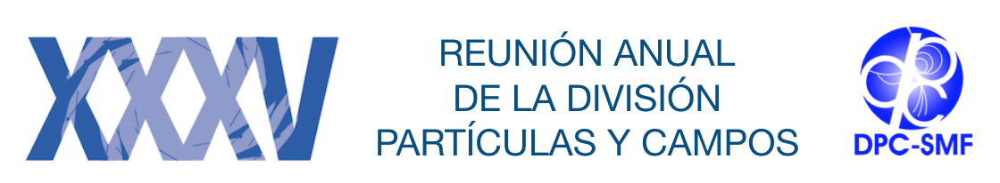 XXXV
REUNIÓN ANUAL
DE LA DIVISIÓN
PARTÍCULAS Y CAMPOS
DPC-SMF